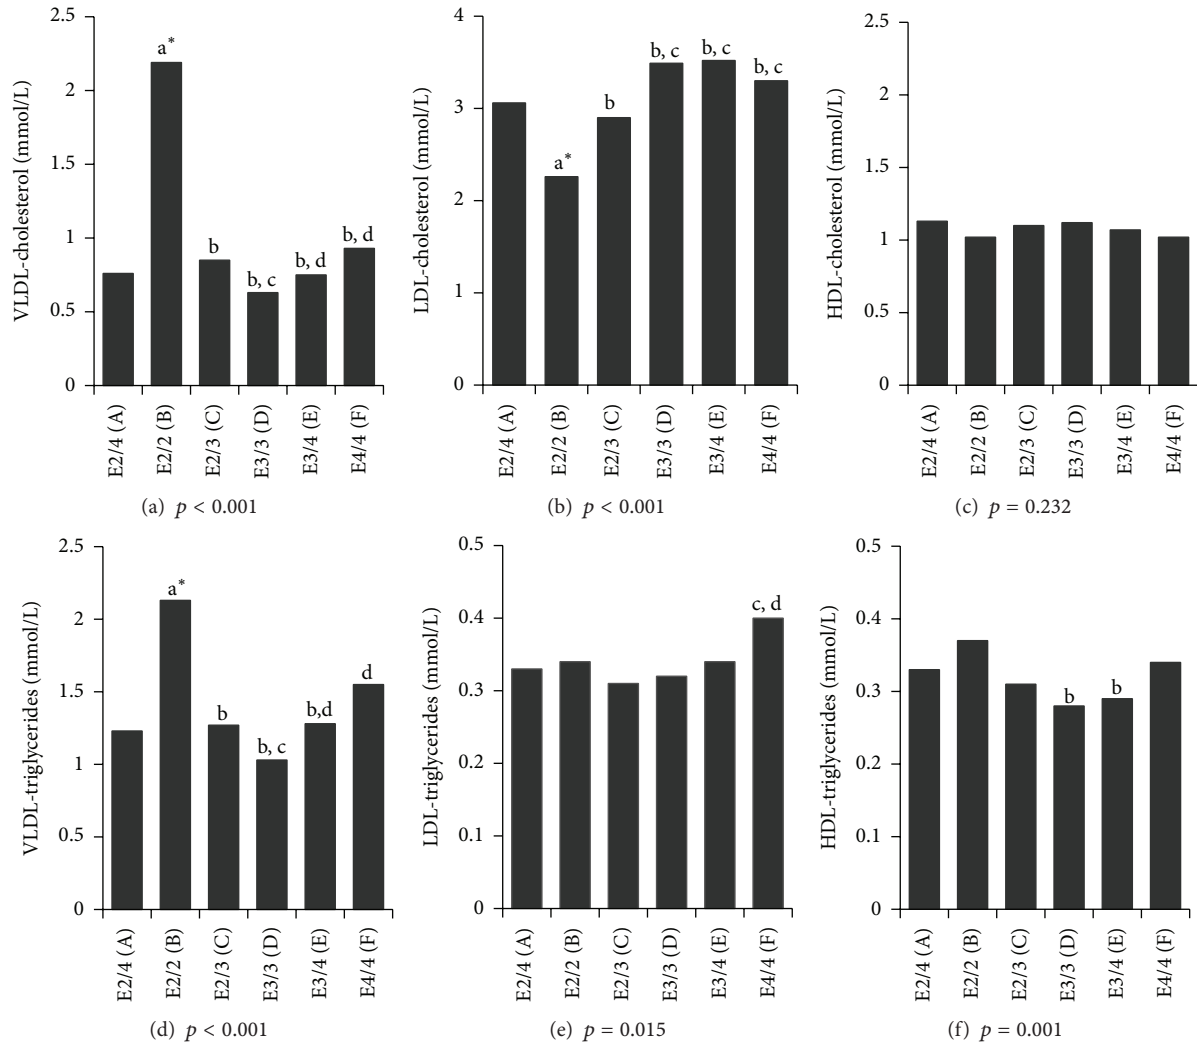 VLDL-cholesterol (mmol/L)
2.5
2
1.5
1
0.5
0
a*
b
b, c
b, d
b, d
E2/4 (A)
E2/2 (B)
E2/3 (C)
E3/3 (D)
E3/4 (E)
E4/4 (F)
(a) p < 0.001
LDL-cholesterol (mmol/L)
4
3
2
1
0
a*
b
b, c
b, c
b, c
E2/4 (A)
E2/2 (B)
E2/3 (C)
E3/3 (D)
E3/4 (E)
E4/4 (F)
(b) p < 0.001
HDL-cholesterol (mmol/L)
2.5
2
1.5
1
0.5
0
E2/4 (A)
E2/2 (B)
E2/3 (C)
E3/3 (D)
E3/4 (E)
E4/4 (F)
(c) p = 0.232
VLDL-triglycerides (mmol/L)
2.5
2
1.5
1
0.5
0
a*
b
b, c
b,d
d
E2/4 (A)
E2/2 (B)
E2/3 (C)
E3/3 (D)
E3/4 (E)
E4/4 (F)
(d) p < 0.001
LDL-triglycerides (mmol/L)
0.5
0.4
0.3
0.2
0.1
0
c, d
E2/4 (A)
E2/2 (B)
E2/3 (C)
E3/3 (D)
E3/4 (E)
E4/4 (F)
(e) p = 0.015
HDL-triglycerides (mmol/L)
0.5
0.4
0.3
0.2
0.1
0
b
b
E2/4 (A)
E2/2 (B)
E2/3 (C)
E3/3 (D)
E3/4 (E)
E4/4 (F)
(f) p = 0.001